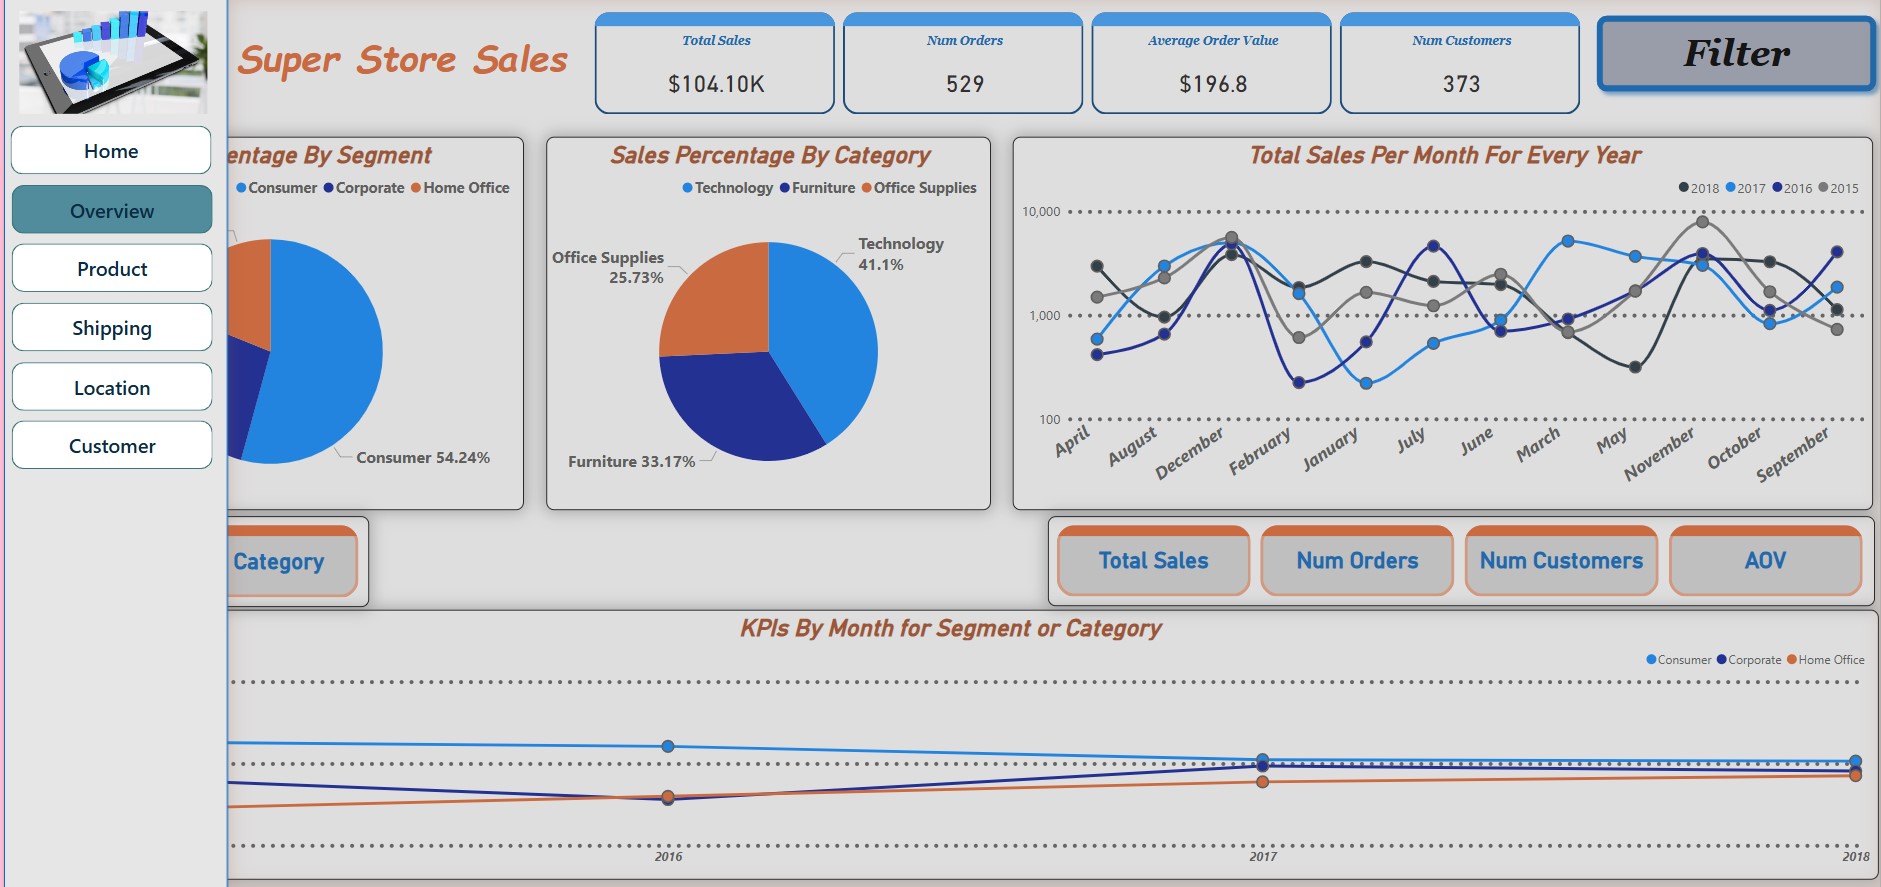 Super Store Sales
Total Sales
$104.10K
Num Orders
529
Average Order Value
$196.8
Num Customers
373
Filter
Home
Overview
Product
Shipping
Location
Customer
entage By Segment
Consumer Corporate Home Office
Consumer 54.24%
Sales Percentage By Category
Technology Furniture Office Supplies
Office Supplies
25.73%
Technology
41.1%
Furniture 33.17%
Total Sales Per Month For Every Year
2018 2017 2016 2015
10,000
1,000
100
April
August
December
February
January
July
June
March
May
November
October
September
Category
Total Sales
Num Orders
Num Customers
AOV
KPIs By Month for Segment or Category
Consumer Corporate Home Office
2016
2017
2018